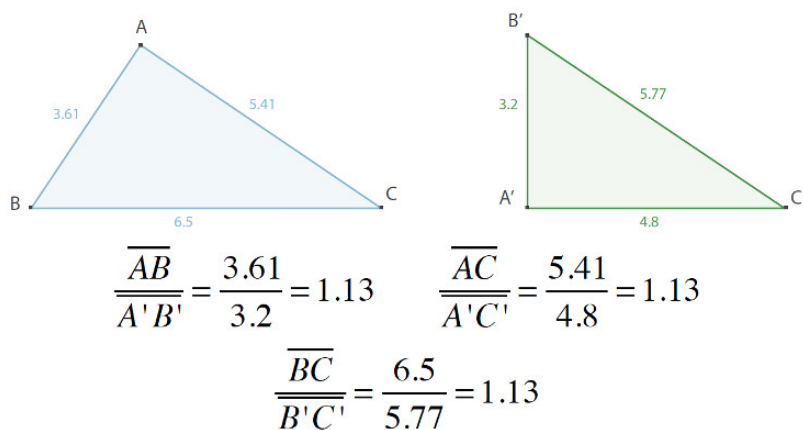 A
3.61
5.41
B
C
6.5
B'
3.2
5.77
A'
C
4.8
AB / A'B' = 3.61 / 3.2 = 1.13
AC / A'C' = 5.41 / 4.8 = 1.13
BC / B'C' = 6.5 / 5.77 = 1.13